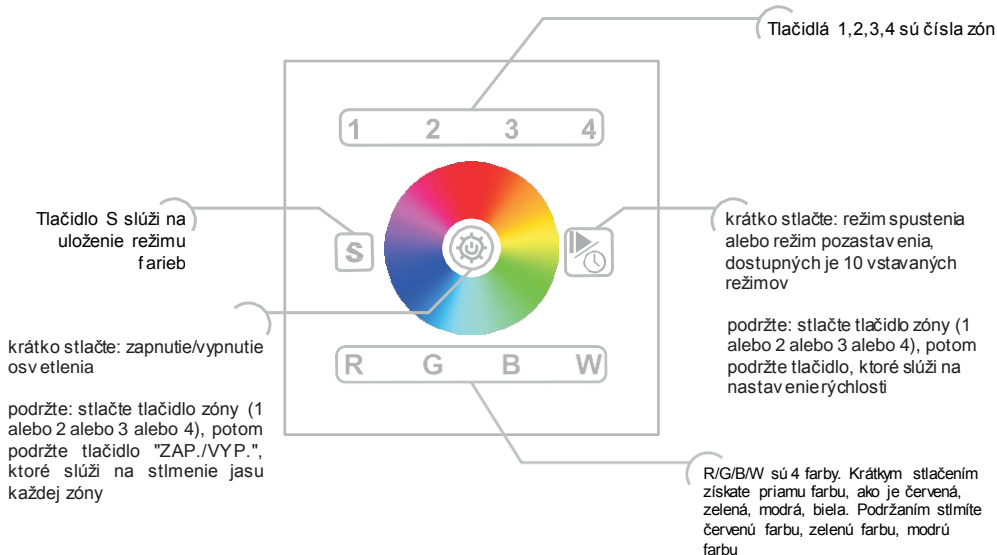 Tlačidlá 1,2,3,4 sú čísla zón
1 2 3 4
Tlačidlo S slúži na
uloženie režimu
farieb
S
krátko stlačte: režim spustenia
alebo režim pozastavenia,
dostupných je 10 vstavaných
režimov
podržte: stlačte tlačidlo zóny (1
alebo 2 alebo 3 alebo 4), potom
podržte tlačidlo, ktoré slúži na
nastavenie rýchlosti
krátko stlačte: zapnutie/vypnutie
osvetlenia
podržte: stlačte tlačidlo zóny (1
alebo 2 alebo 3 alebo 4), potom
podržte tlačidlo "ZAP./VYP.",
ktoré slúži na stlmenie jasu
každej zóny
R G B W
R/G/B/W sú 4 farby. Krátkym stlačením
získate priamu farbu, ako je červená,
zelená, modrá, biela. Podržaním stlmíte
červenú farbu, zelenú farbu, modrú
farbu